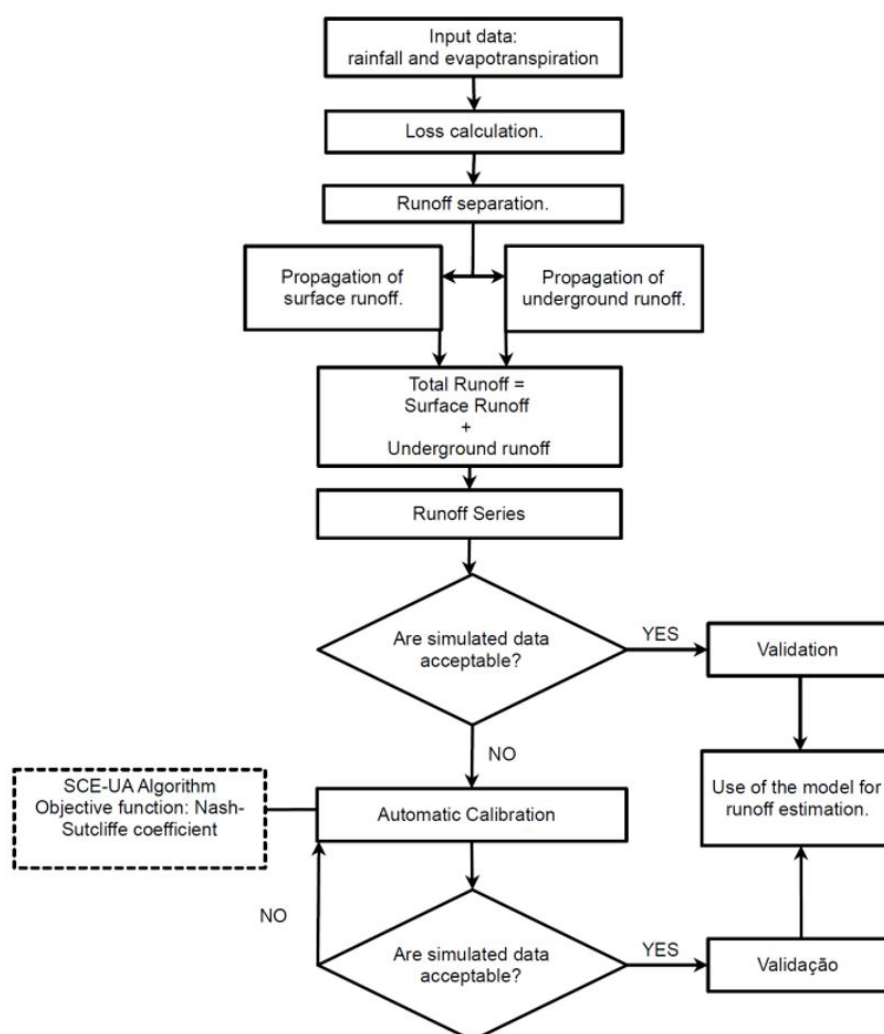 Input data:
rainfall and evapotranspiration
Loss calculation.
Runoff separation.
Propagation of
surface runoff.
Propagation of
underground runoff.
Total Runoff =
Surface Runoff
+
Underground runoff
Runoff Series
Are simulated data
acceptable?
YES
Validation
NO
SCE-UA Algorithm
Objective function: Nash-
Sutcliffe coefficient
Automatic Calibration
Use of the model for
runoff estimation.
NO
Are simulated data
acceptable?
YES
Validação